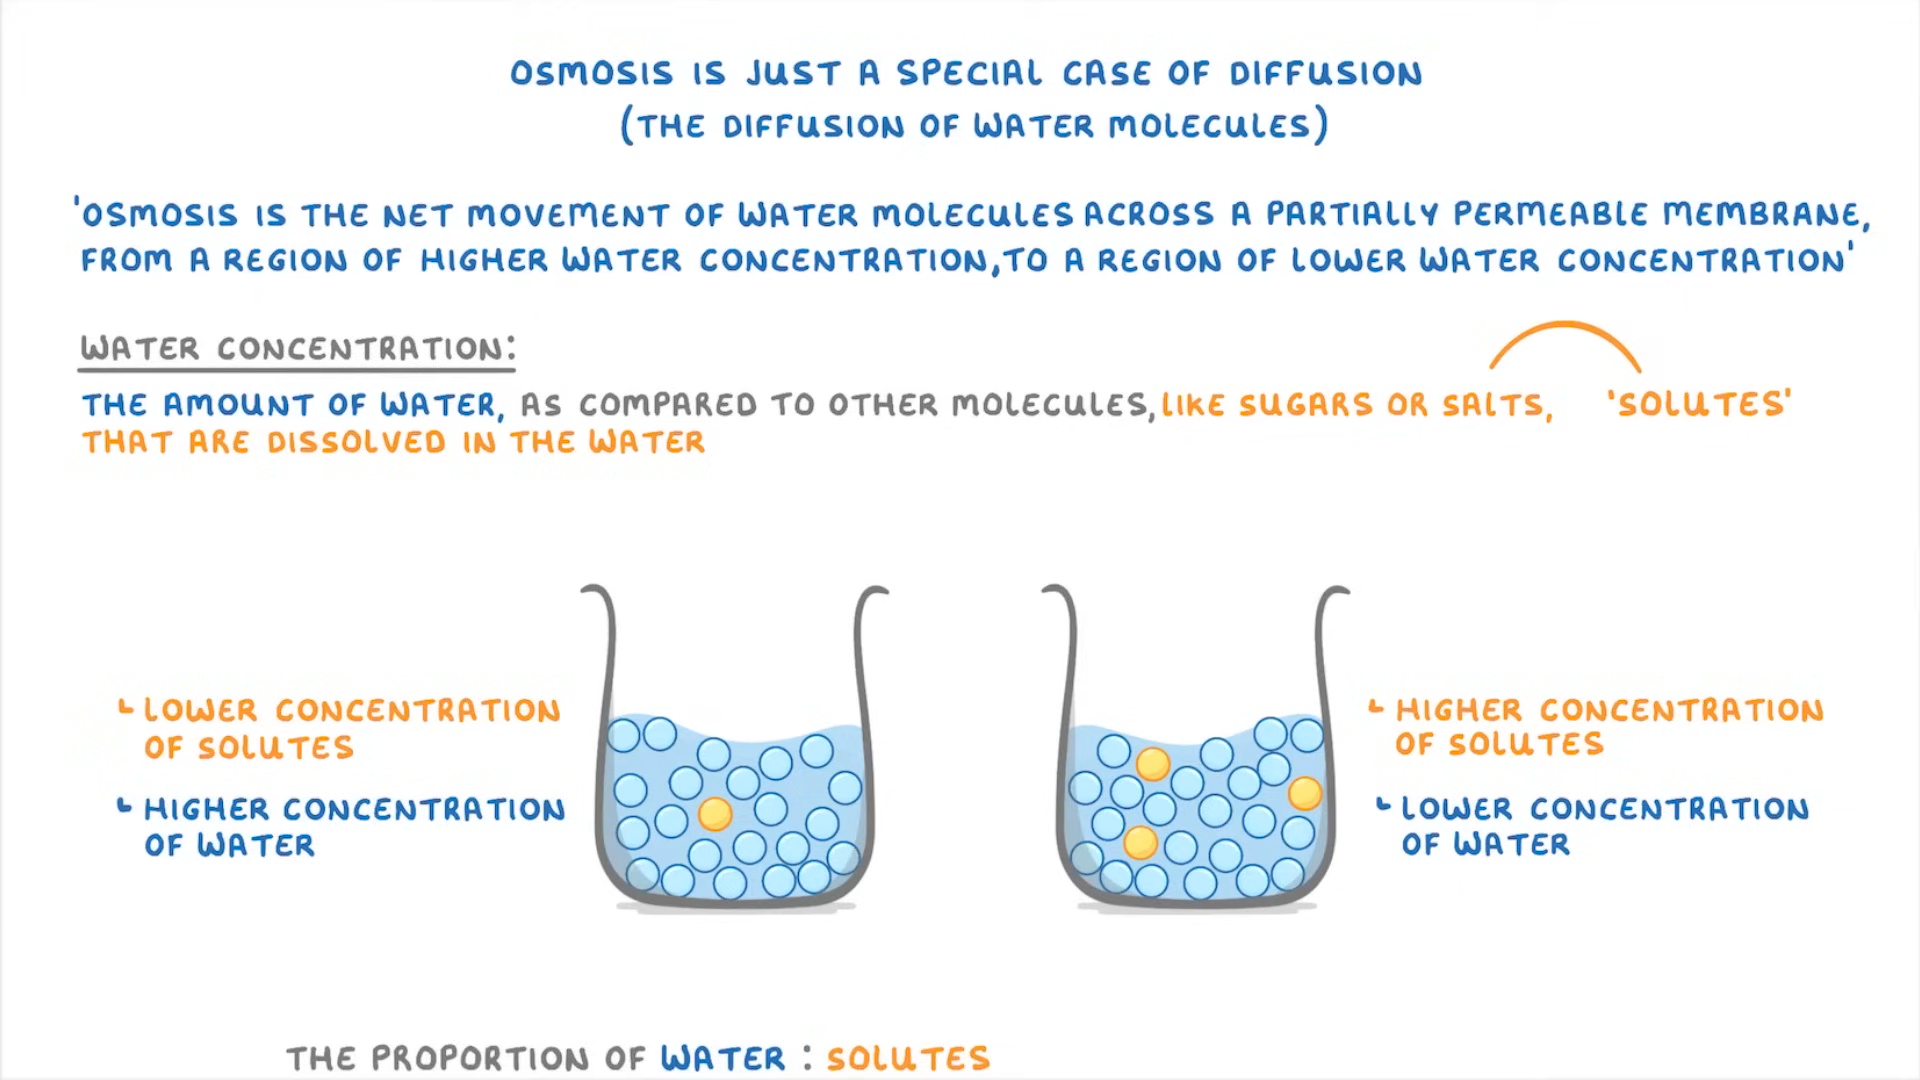 OSMOSIS IS JUST A SPECIAL CASE OF DIFFUSION
(THE DIFFUSION OF WATER MOLECULES)
'OSMOSIS IS THE NET MOVEMENT OF WATER MOLECULES ACROSS A PARTIALLY PERMEABLE MEMBRANE,
FROM A REGION OF HIGHER WATER CONCENTRATION, TO A REGION OF LOWER WATER CONCENTRATION'
WATER CONCENTRATION:
THE AMOUNT OF WATER, AS COMPARED TO OTHER MOLECULES, LIKE SUGARS OR SALTS, 'SOLUTES'
THAT ARE DISSOLVED IN THE WATER
LOWER CONCENTRATION
OF SOLUTES
HIGHER CONCENTRATION
OF WATER
HIGHER CONCENTRATION
OF SOLUTES
LOWER CONCENTRATION
OF WATER
THE PROPORTION OF WATER : SOLUTES